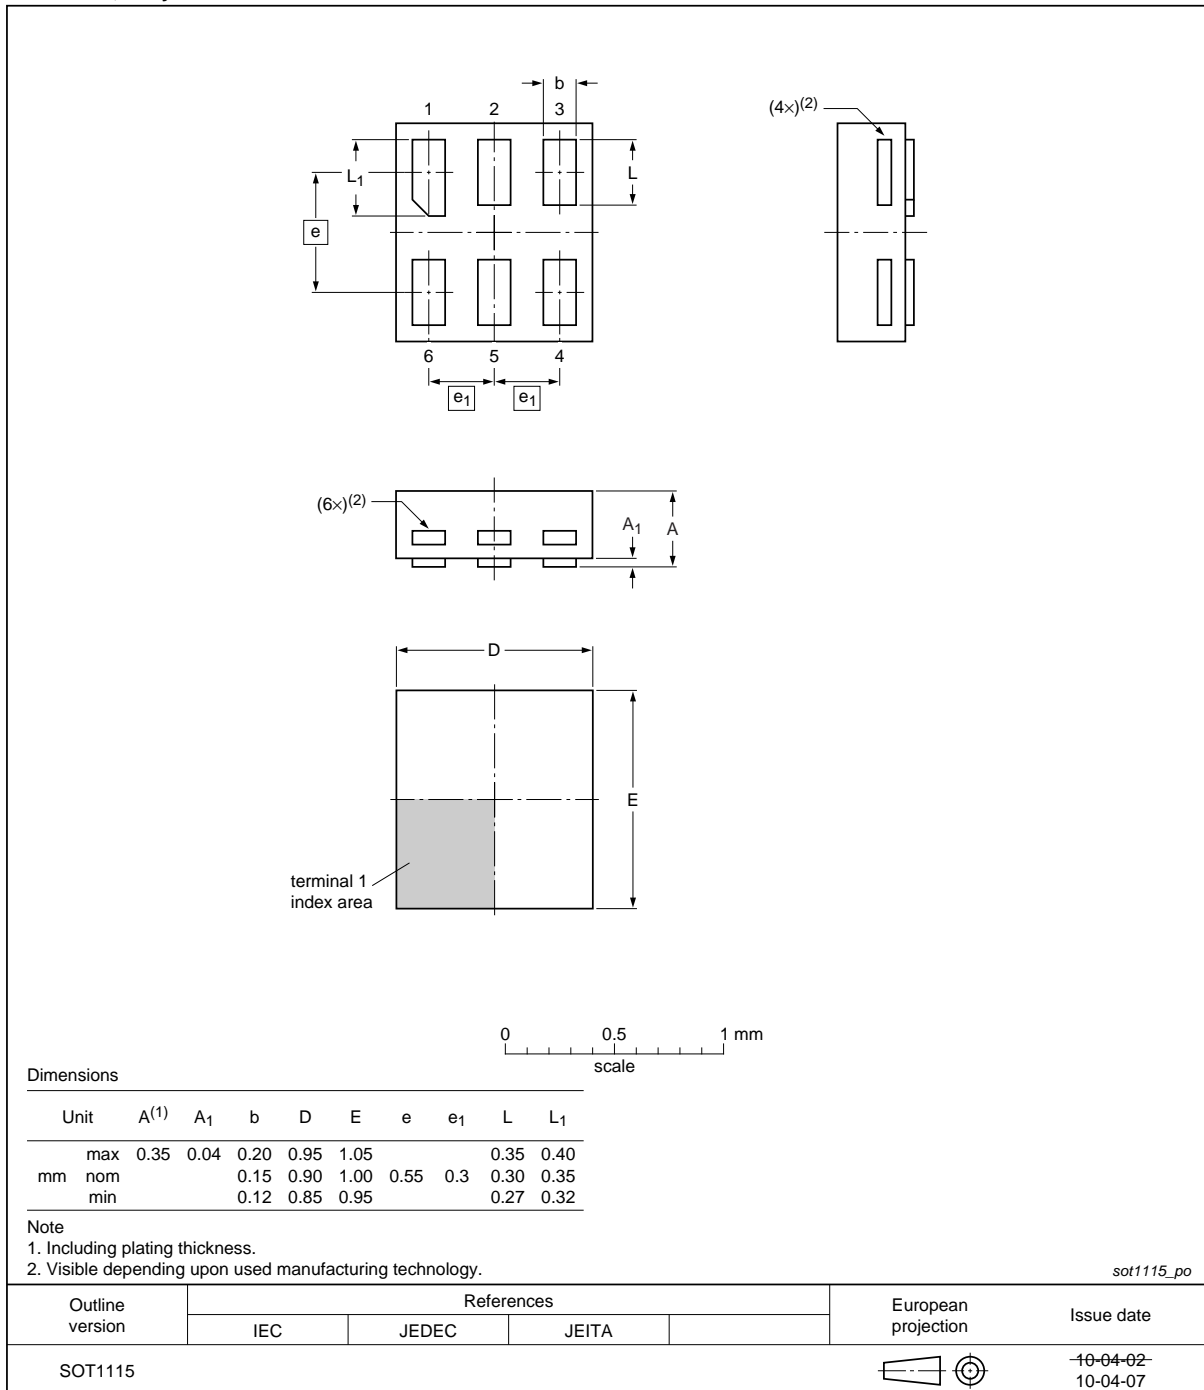 b
1 2 3
(4×)(2)
L1
L
e
6 5 4
e1 e1
(6×)(2)
A1 A
D
E
terminal 1
index area
0 0.5 1 mm
scale
Dimensions
Unit A(1) A1 b D E e e1 L L1
max 0.35 0.04 0.20 0.95 1.05 0.35 0.40
mm nom 0.15 0.90 1.00 0.55 0.3 0.30 0.35
min 0.12 0.85 0.95 0.27 0.32
Note
1. Including plating thickness.
2. Visible depending upon used manufacturing technology.
sot1115_po
Outline version References European projection Issue date
IEC JEDEC JEITA
SOT1115
10-04-02
10-04-07